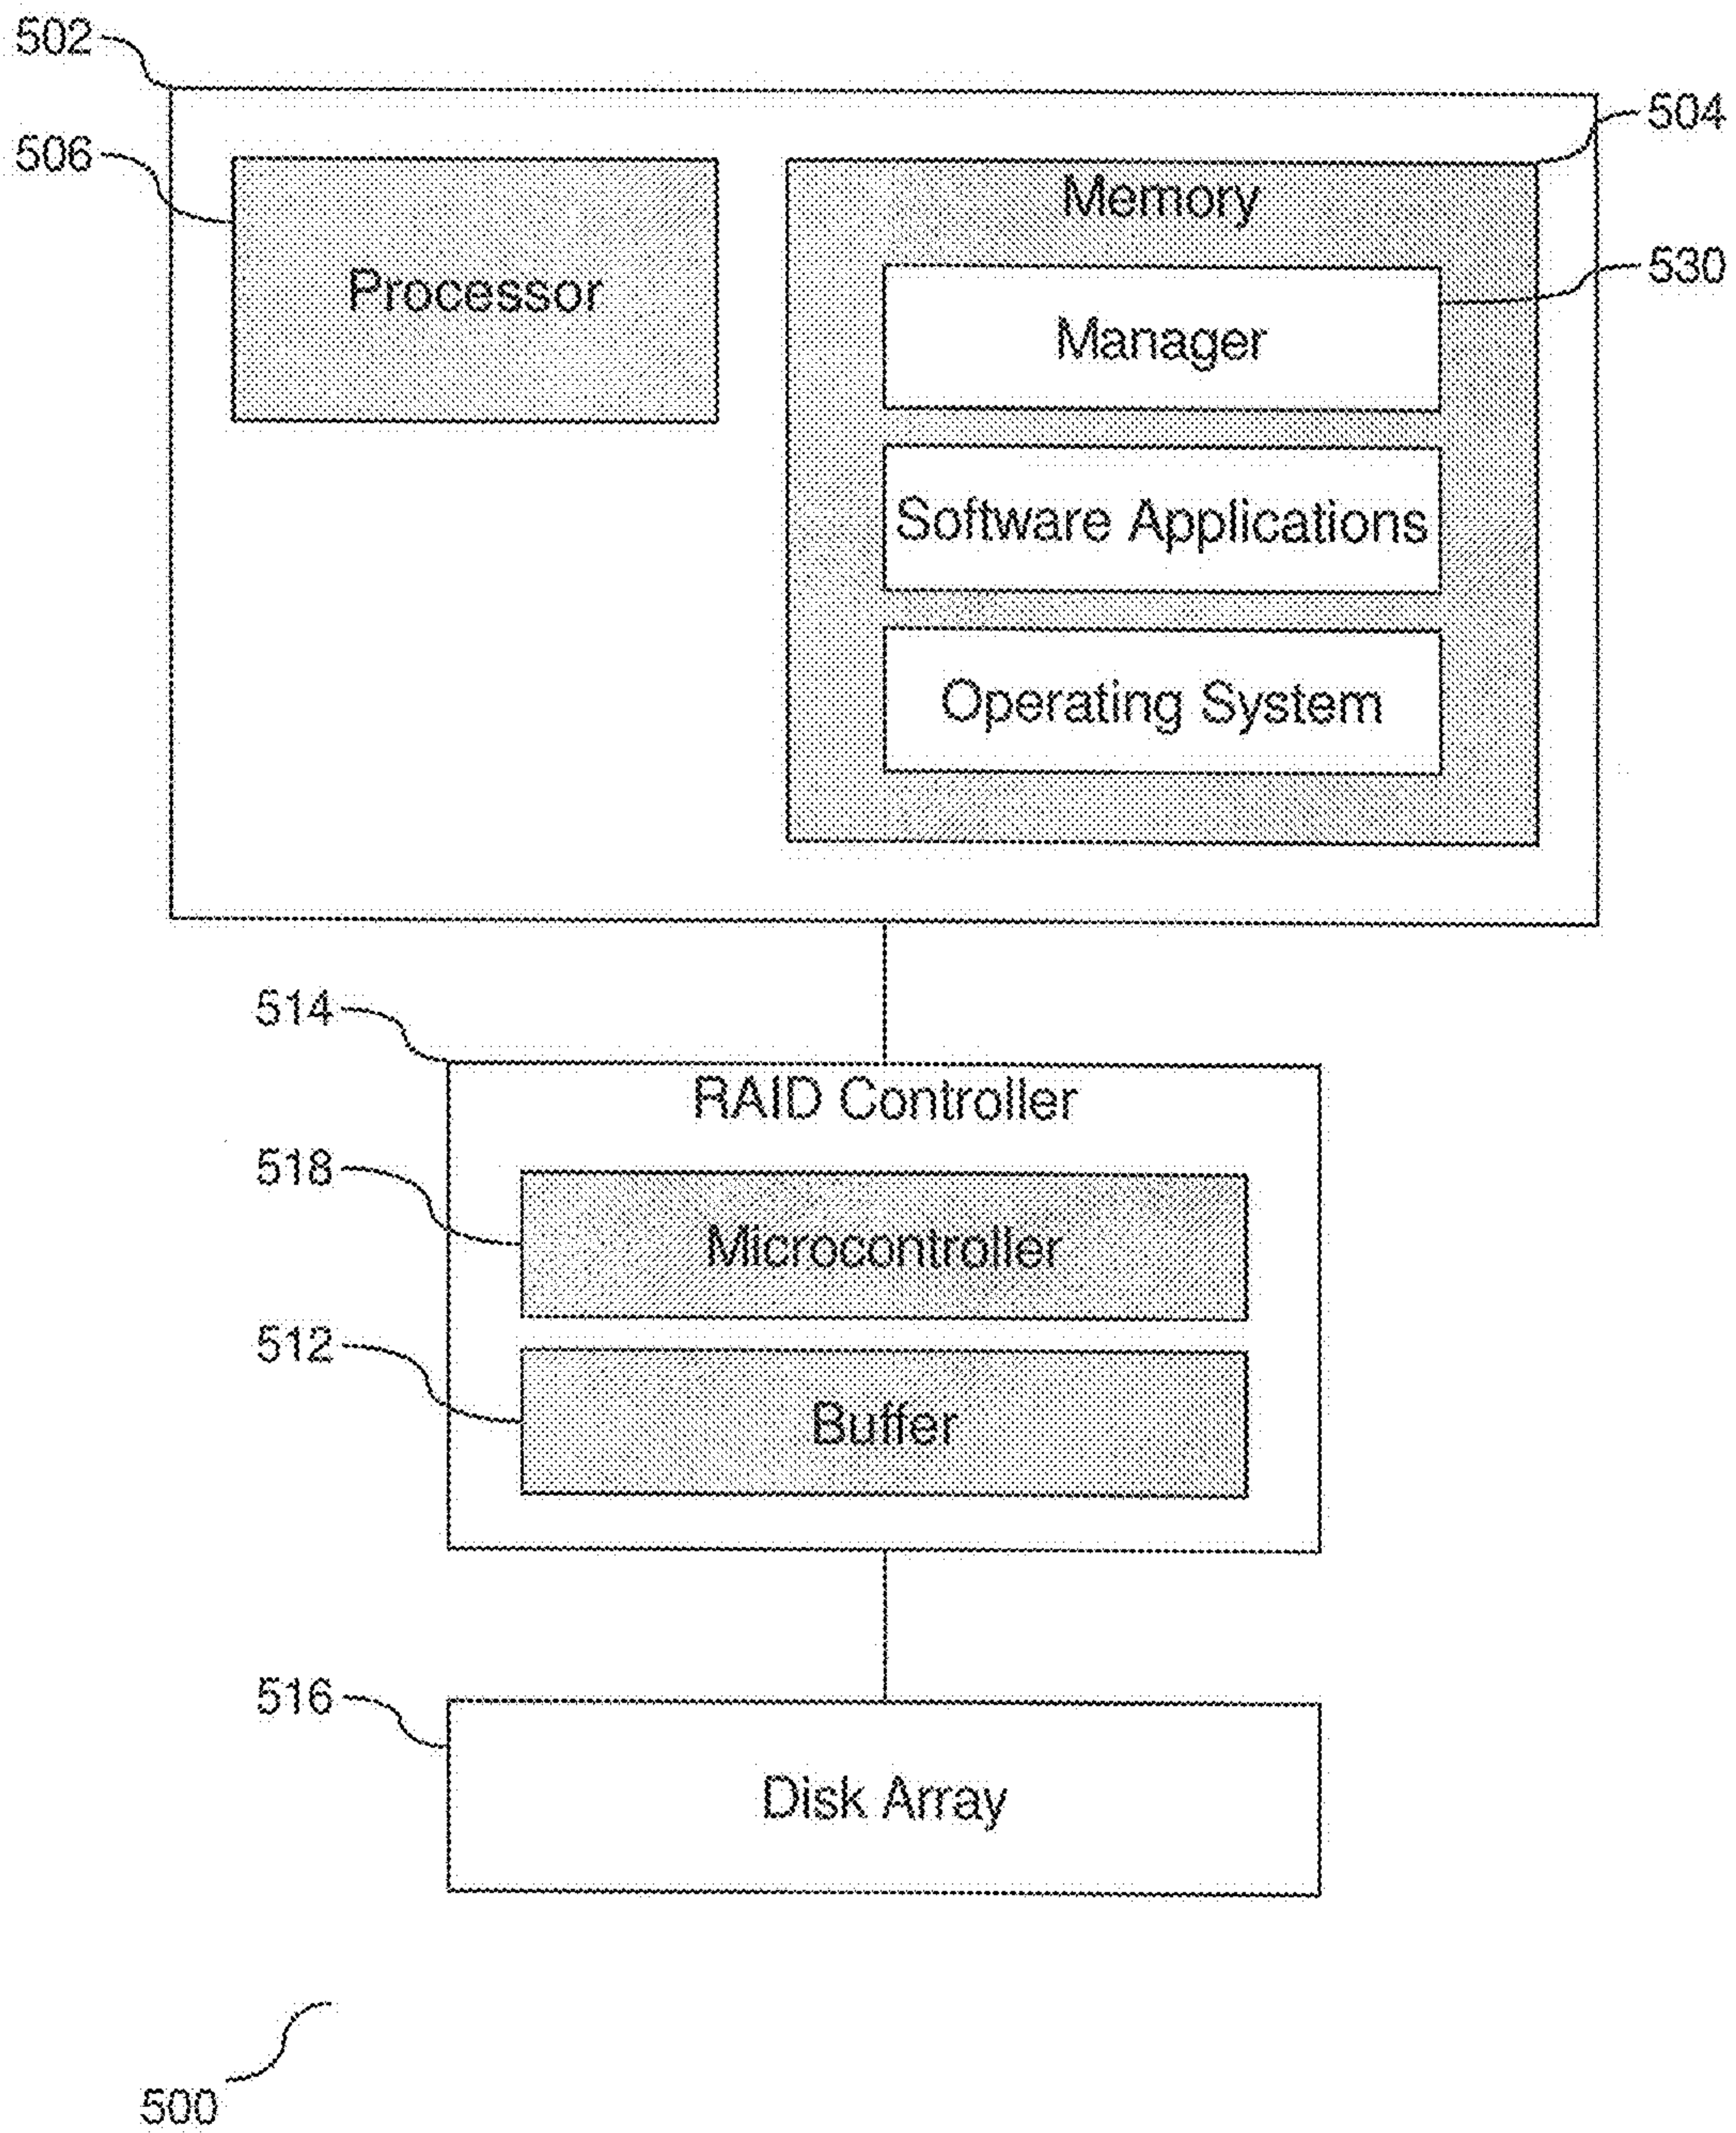 502
504
506
Memory
530
Processor
Manager
Software Applications
Operating System
514
RAID Controller
518
Microcontroller
512
Buffer
516
Disk Array
500